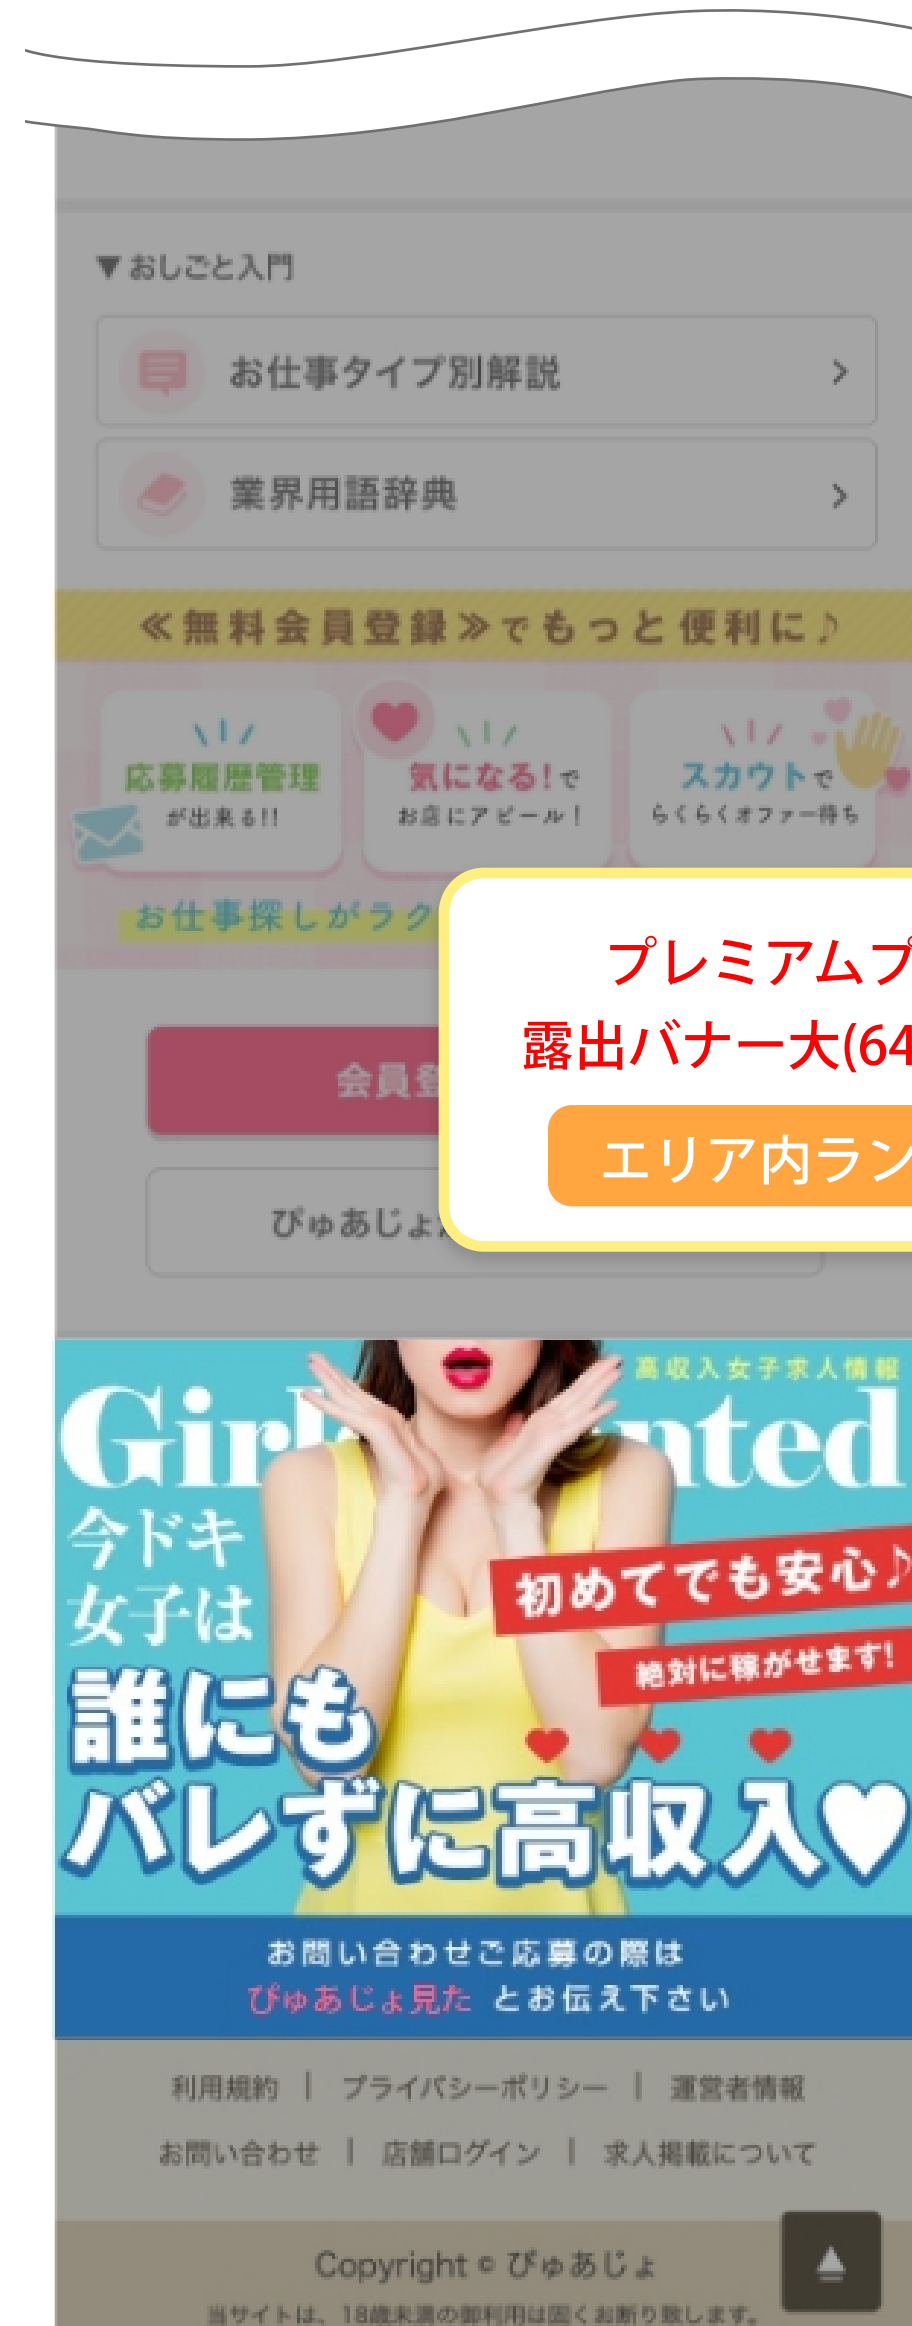 ▼おしごと入門
お仕事タイプ別解説
業界用語辞典
≪無料会員登録≫でもっと便利に♪
応募履歴管理
が出来る!!
気になる!で
お店にアピール!
スカウトで
らくらくオファー待ち
お仕事探しがラク
プレミアムプ
露出バナー大(64
エリア内ラン
会員登
ぴゅあじょ
高収入女子求人情報
Girls Wanted
今ドキ
女子は
初めてでも安心♪
絶対に稼がせます!
誰にも
バレずに高収入♥
お問い合わせご応募の際は
ぴゅあじょ見た とお伝え下さい
利用規約 | プライバシーポリシー | 運営者情報
お問い合わせ | 店舗ログイン | 求人掲載について
Copyright © ぴゅあじょ
当サイトは、18歳未満の御利用は固くお断り致します。